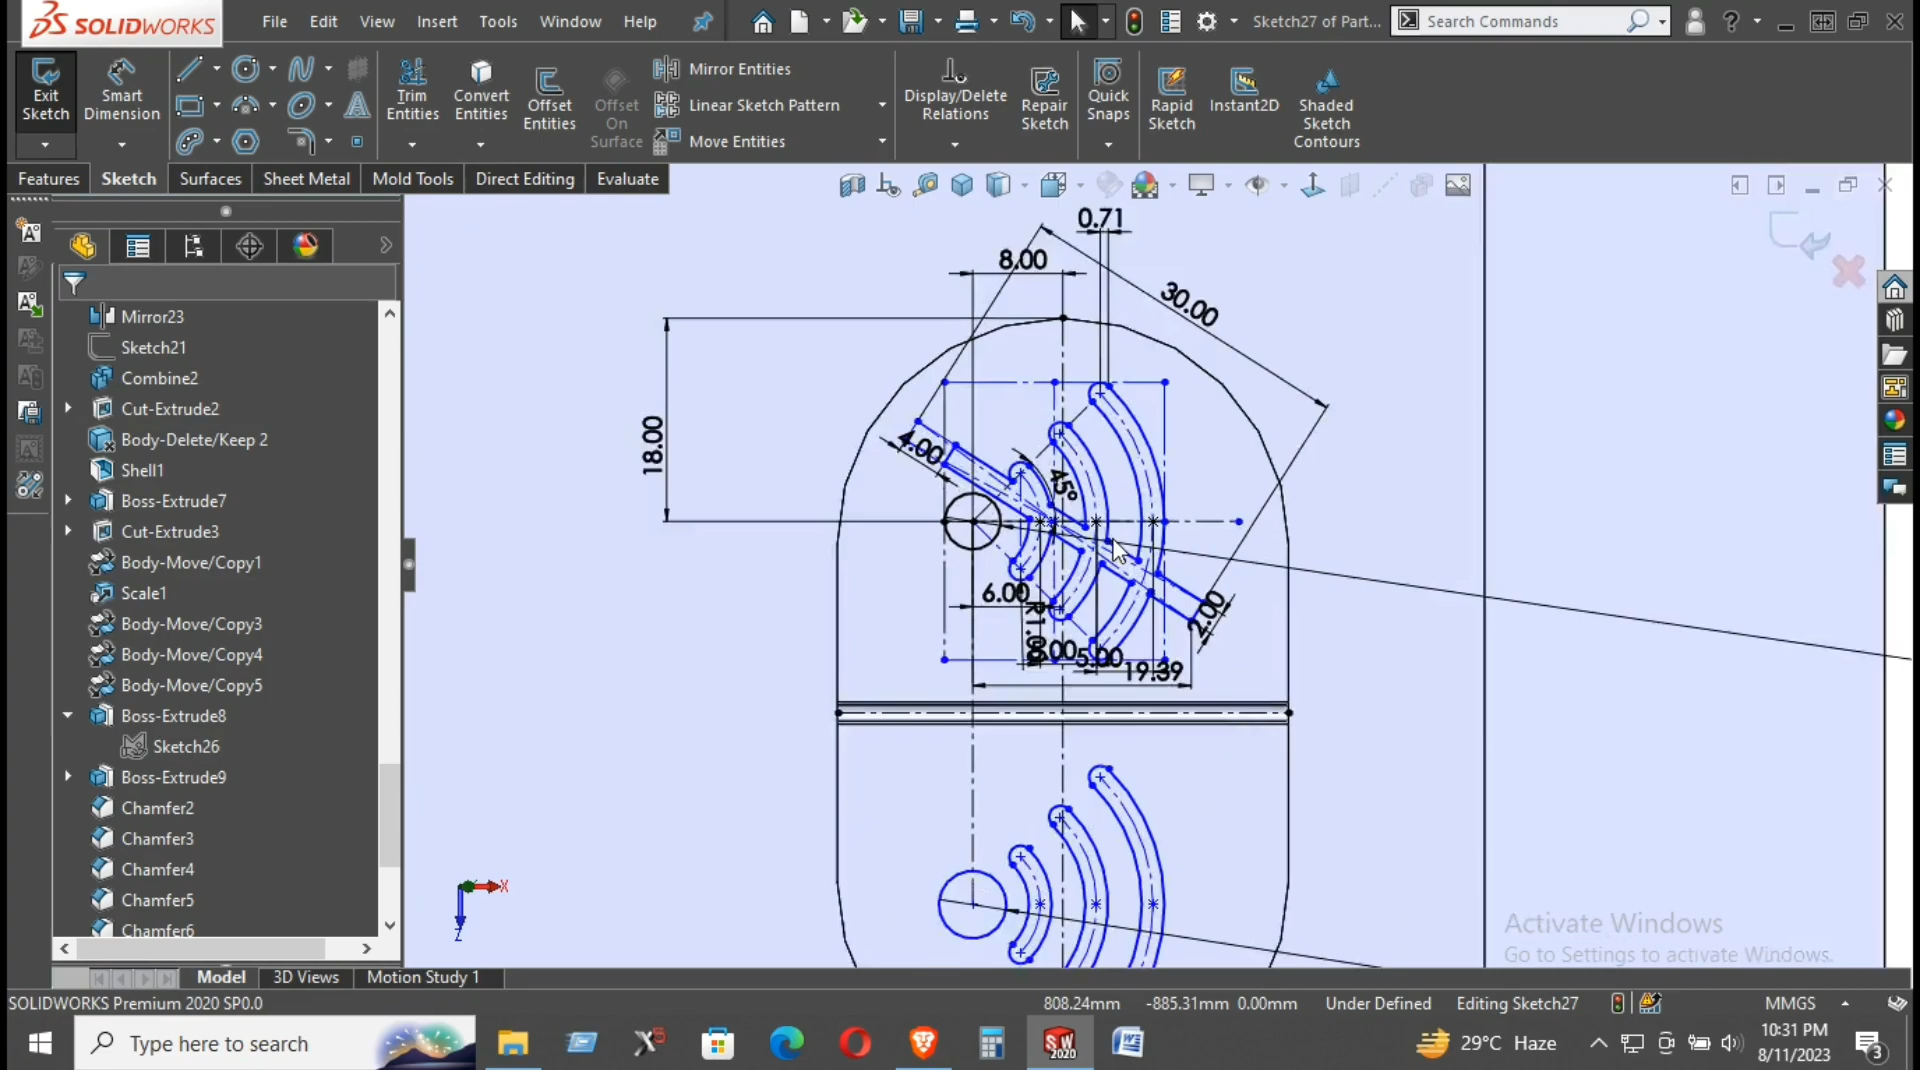 SOLIDWORKS
File Edit View Insert Tools Window Help
Sketch27 of Part...
Search Commands
Exit Sketch
Smart Dimension
Trim Entities
Convert Entities
Offset Entities
Offset On Surface
Mirror Entities
Linear Sketch Pattern
Move Entities
Display/Delete Relations
Repair Sketch
Quick Snaps
Rapid Sketch
Instant2D
Shaded Sketch Contours
Features Sketch Surfaces Sheet Metal Mold Tools Direct Editing Evaluate
Mirror23
Sketch21
Combine2
Cut-Extrude2
Body-Delete/Keep 2
Shell1
Boss-Extrude7
Cut-Extrude3
Body-Move/Copy1
Scale1
Body-Move/Copy3
Body-Move/Copy4
Body-Move/Copy5
Boss-Extrude8
Sketch26
Boss-Extrude9
Chamfer2
Chamfer3
Chamfer4
Chamfer5
Chamfer6
0.71
8.00
30.00
18.00
4.00
45°
6.00
2.00
5.00
19.39
X
Z
Activate Windows
Go to Settings to activate Windows.
Model 3D Views Motion Study 1
SOLIDWORKS Premium 2020 SP0.0
808.24mm -885.31mm 0.00mm Under Defined Editing Sketch27 MMGS
Type here to search
SW 2020
29°C Haze
10:31 PM
8/11/2023
3